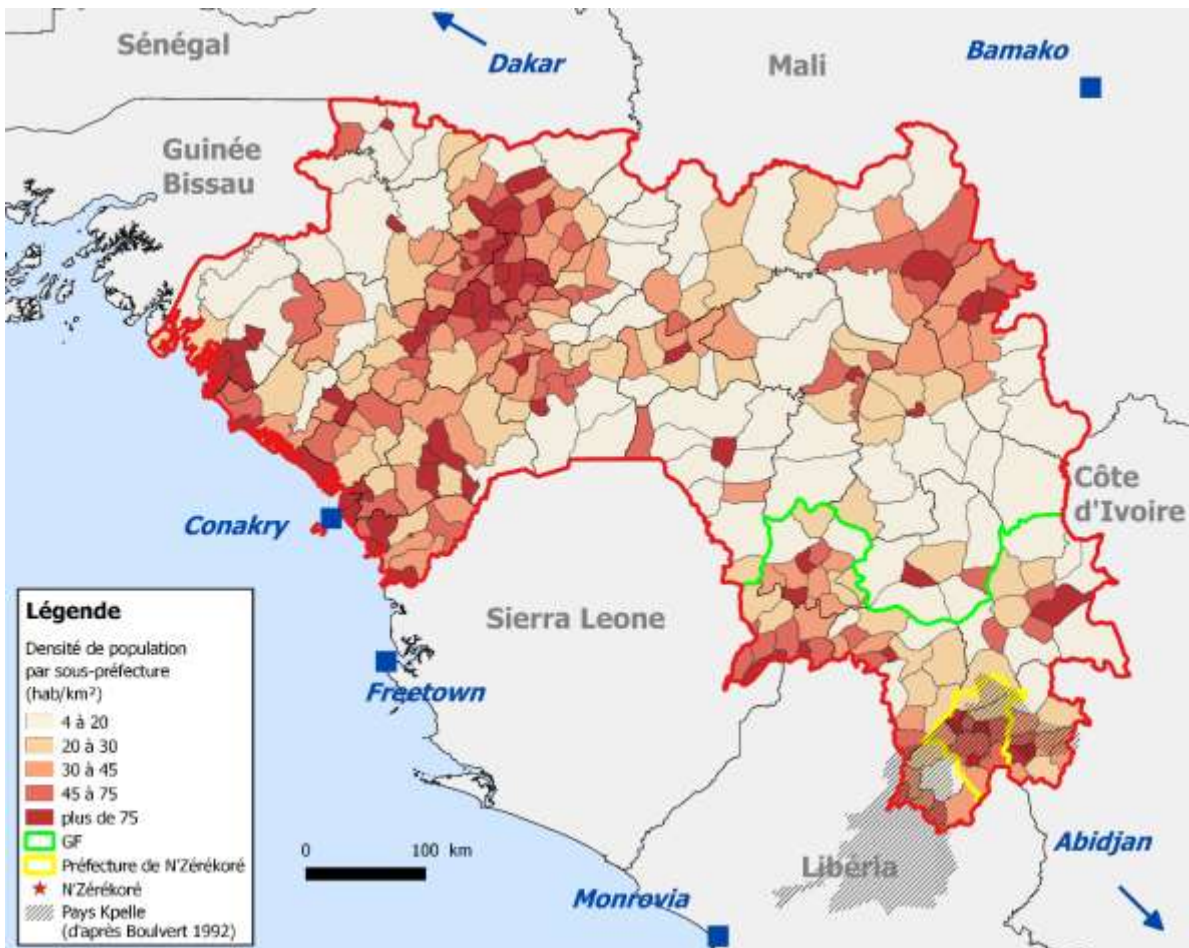 Sénégal
Dakar
Mali
Bamako
Guinée
Bissau
Côte
d'Ivoire
Conakry
Sierra Leone
Freetown
Libéria
Abidjan
Monrovia
0 100 km
Légende
Densité de population
par sous-préfecture
(hab/km²)
4 à 20
20 à 30
30 à 45
45 à 75
plus de 75
GF
Préfecture de N'Zérékoré
N'Zérékoré
Pays Kpelle
(d'après Boulvert 1992)